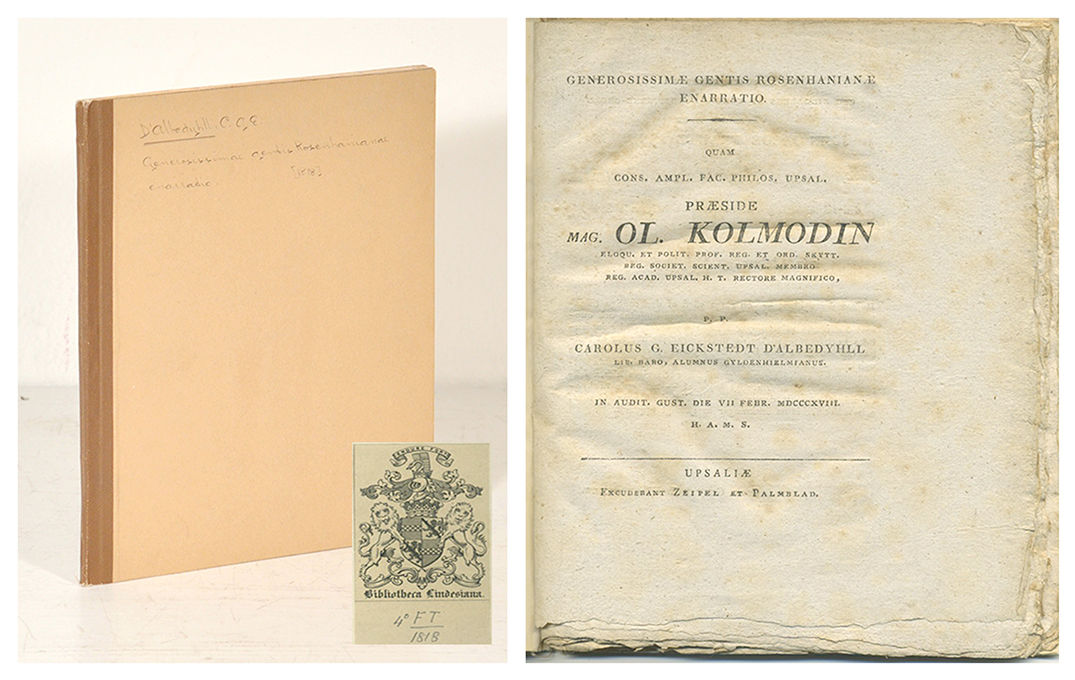 D'Albedyhll, C. G. E.
Generosissimae gentis Rosenhanianae
enarratio [1818]
ENDURE FORT
Bibliotheca Lindesiana.
4° FT
1818
GENEROSISSIMÆ GENTIS ROSENHANIANÆ
ENARRATIO.
QUAM
CONS. AMPL. FAC. PHILOS. UPSAL.
PRÆSIDE
MAG. OL. KOLMODIN
ELOQU. ET POLIT. PROF. REG. ET ORD. SKYTT.
REG. SOCIET. SCIENT. UPSAL. MEMBRO
REG. ACAD. UPSAL. H. T. RECTORE MAGNIFICO,
P. P.
CAROLUS G. EICKSTEDT D'ALBEDYHLL
LIB. BARO, ALUMNUS GYLDENHIELMIANUS.
IN AUDIT. GUST. DIE VII FEBR. MDCCCXVIII.
H. A. M. S.
UPSALIÆ
EXCUDEBANT ZEIPEL ET PALMBLAD.